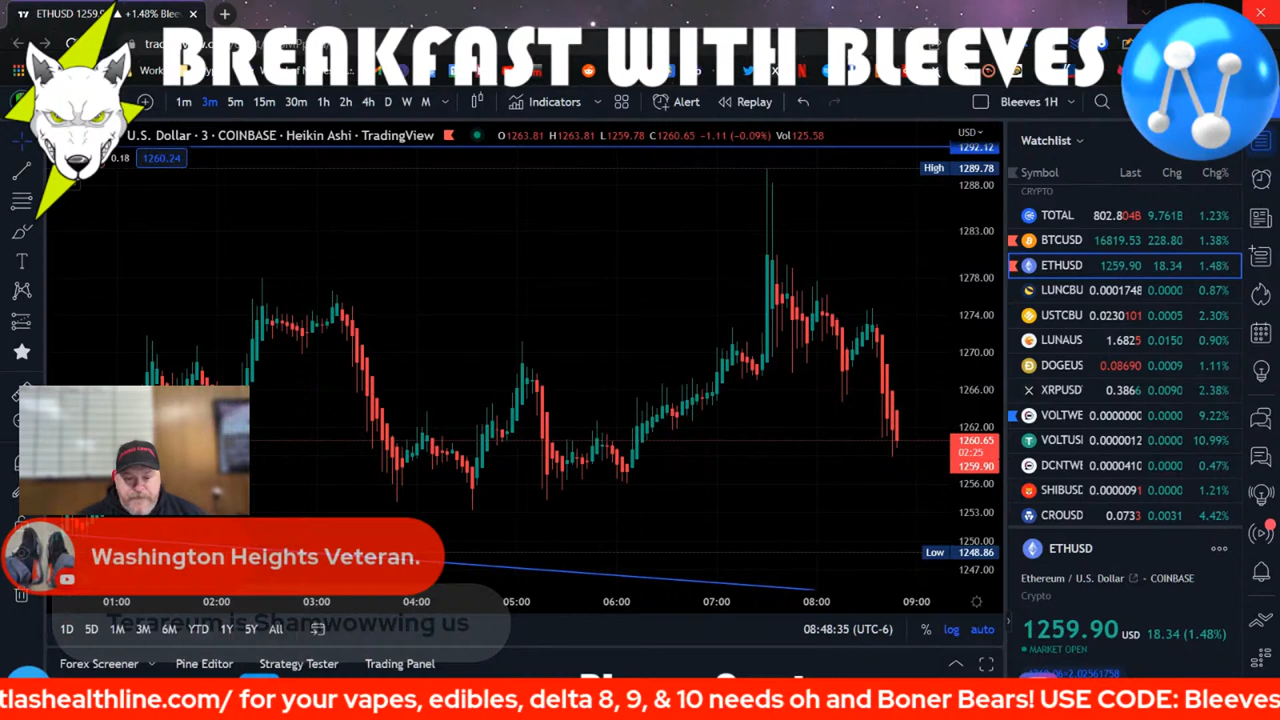 ETHUSD 1259.9 ▲ +1.48% Blee
BREAKFAST WITH BLEEVES
1m 3m 5m 15m 30m 1h 2h 4h D W M
Indicators
Alert
Replay
Bleeves 1H
U.S. Dollar · 3 · COINBASE · Heikin Ashi · TradingView
O1263.81 H1263.81 L1259.78 C1260.65 -1.11 (-0.09%) Vol125.58
0.18 1260.24
USD
1292.12
High 1289.78
1288.00
1283.00
1278.00
1274.00
1270.00
1266.00
1262.00
1260.65
02:25
1259.90
1256.00
1253.00
1250.00
Low 1248.86
1247.00
Watchlist
Symbol Last Chg Chg%
CRYPTO
TOTAL 802.804B 9.761B 1.23%
BTCUSD 16819.53 228.80 1.38%
ETHUSD 1259.90 18.34 1.48%
LUNCBU 0.0001748 0.0000 0.87%
USTCBU 0.0230101 0.0005 2.30%
LUNAUS 1.6825 0.0150 0.90%
DOGEUS 0.08690 0.0009 1.11%
XRPUSD 0.3866 0.0090 2.38%
VOLTWE 0.0000000 0.0000 9.22%
VOLTUSI 0.0000012 0.0000 10.99%
DCNTWE 0.0000410 0.0000 0.47%
SHIBUSD 0.0000091 0.0000 1.21%
CROUSD 0.0733 0.0031 4.42%
ETHUSD
Ethereum / U.S. Dollar · COINBASE
Crypto
1259.90 USD 18.34 (1.48%)
MARKET OPEN
Washington Heights Veteran.
01:00 02:00 03:00 04:00 05:00 06:00 07:00 08:00 09:00
Terareum is Shamwowwing us
1D 5D 1M 3M 6M YTD 1Y 5Y All
08:48:35 (UTC-6)
% log auto
Forex Screener Pine Editor Strategy Tester Trading Panel
tlashealthline.com/ for your vapes, edibles, delta 8, 9, & 10 needs oh and Boner Bears! USE CODE: Bleeves